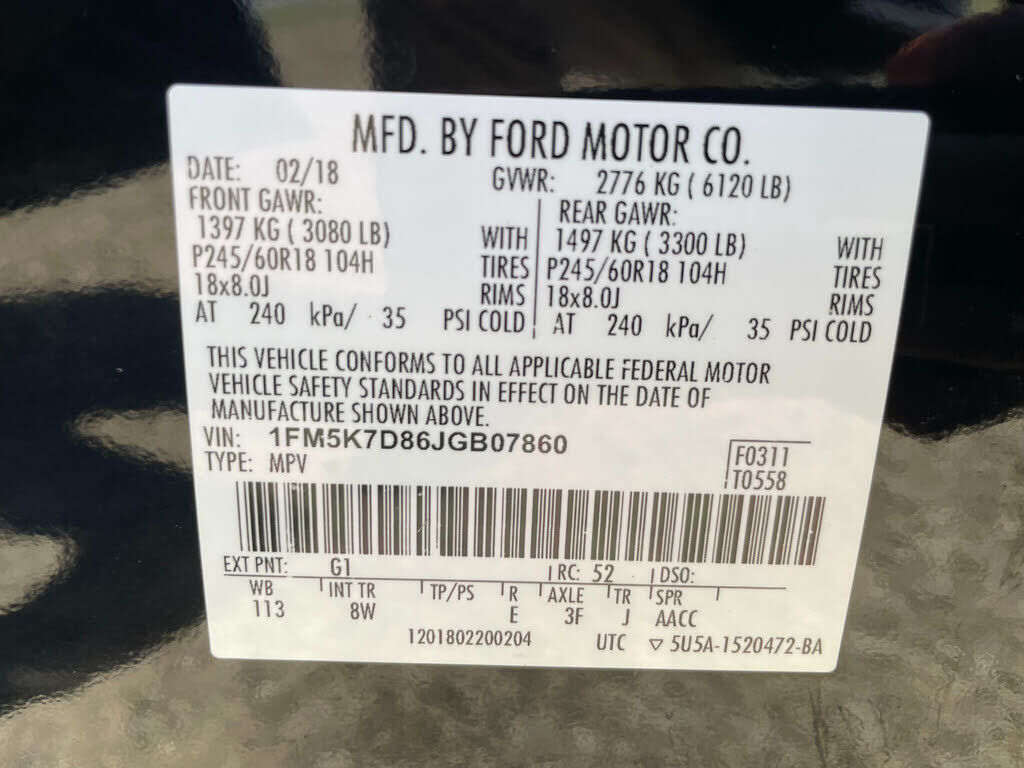 MFD. BY FORD MOTOR CO.
DATE: 02/18 GVWR: 2776 KG ( 6120 LB)
FRONT GAWR: REAR GAWR:
1397 KG ( 3080 LB) WITH 1497 KG ( 3300 LB) WITH
P245/60R18 104H TIRES P245/60R18 104H TIRES
18x8.0J RIMS 18x8.0J RIMS
AT 240 kPa/ 35 PSI COLD AT 240 kPa/ 35 PSI COLD
THIS VEHICLE CONFORMS TO ALL APPLICABLE FEDERAL MOTOR
VEHICLE SAFETY STANDARDS IN EFFECT ON THE DATE OF
MANUFACTURE SHOWN ABOVE.
VIN: 1FM5K7D86JGB07860
TYPE: MPV F0311
T0558
EXT PNT: G1 RC: 52 DSO:
WB INT TR TP/PS R AXLE TR SPR
113 8W E 3F J AACC
1201802200204 UTC ▽ 5U5A-1520472-BA